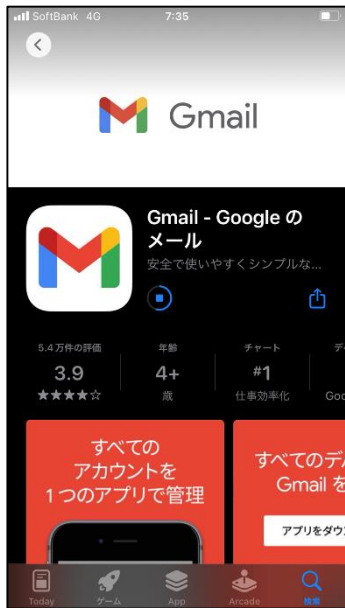 SoftBank 4G 7:35
Gmail
Gmail - Google の
メール
安全で使いやすくシンプルな...
5.4万件の評価 年齢 チャート デ
3.9 4+ #1
★★★★☆ 歳 仕事効率化 Goo
すべての
アカウントを
1つのアプリで管理
すべてのデバ
Gmail を
アプリをダウ
Today ゲーム App Arcade 検索